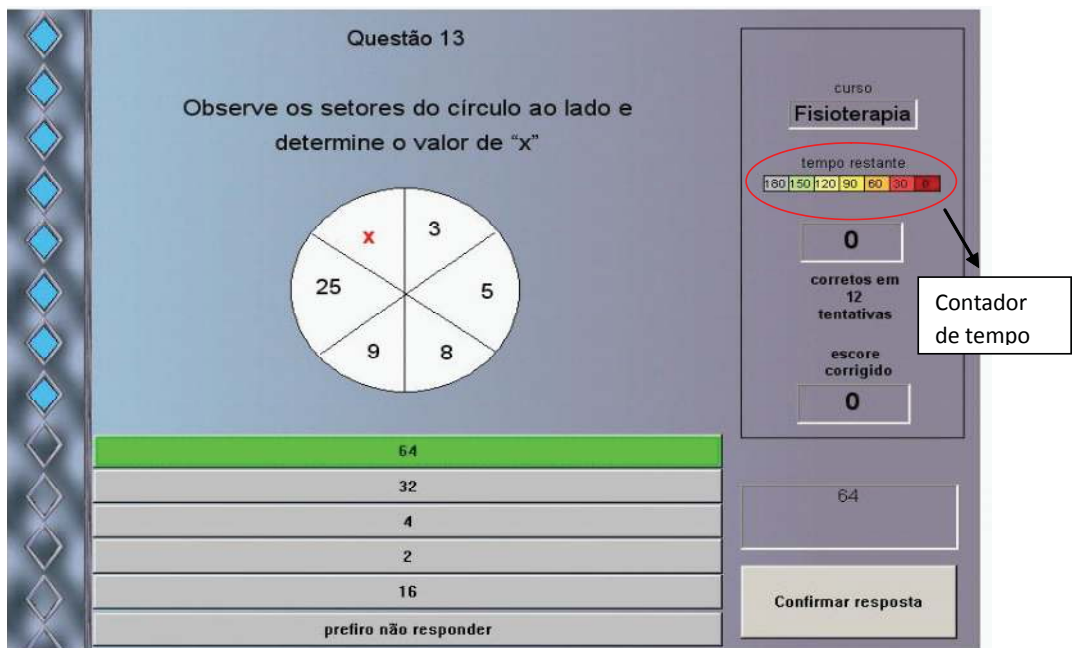 Questão 13
Observe os setores do círculo ao lado e
determine o valor de “x”
x
3
25
5
9
8
64
32
4
2
16
prefiro não responder
curso
Fisioterapia
tempo restante
180 150 120 90 60 30 0
0
corretos em
12
tentativas
escore
corrigido
0
64
Confirmar resposta
Contador
de tempo